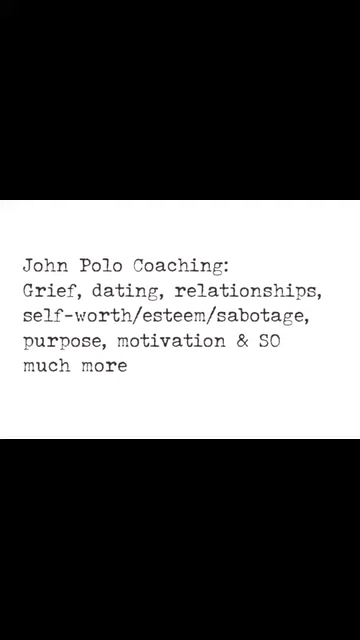 John Polo Coaching:
Grief, dating, relationships,
self-worth/esteem/sabotage,
purpose, motivation & SO
much more